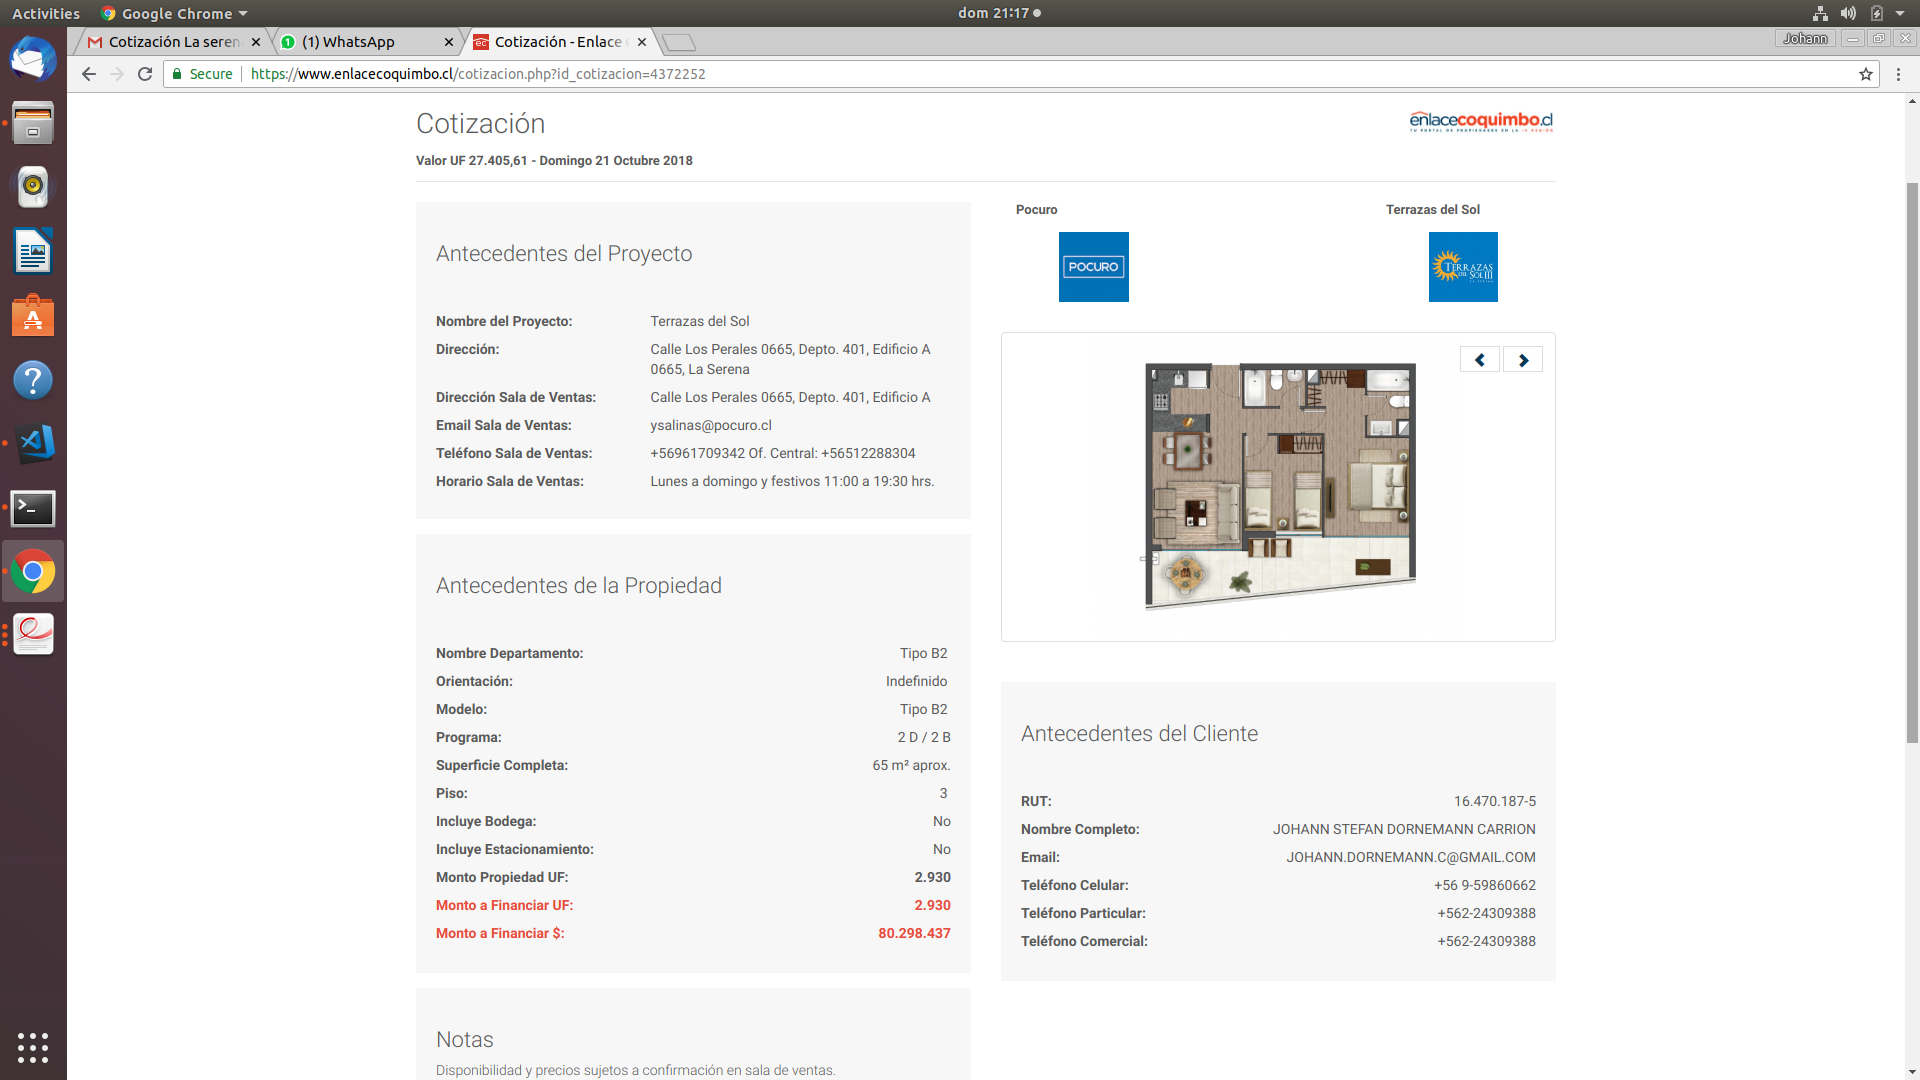 Activities
Google Chrome
dom 21:17
Cotización La seren
(1) WhatsApp
Cotización - Enlace
Johann
Secure
https://www.enlacecoquimbo.cl/cotizacion.php?id_cotizacion=4372252
Cotización
enlacecoquimbo.cl
TU PORTAL DE PROPIEDADES EN LA IV REGIÓN
Valor UF 27.405,61 - Domingo 21 Octubre 2018
Antecedentes del Proyecto
Nombre del Proyecto: Terrazas del Sol
Dirección: Calle Los Perales 0665, Depto. 401, Edificio A
0665, La Serena
Dirección Sala de Ventas: Calle Los Perales 0665, Depto. 401, Edificio A
Email Sala de Ventas: ysalinas@pocuro.cl
Teléfono Sala de Ventas: +56961709342 Of. Central: +56512288304
Horario Sala de Ventas: Lunes a domingo y festivos 11:00 a 19:30 hrs.
Pocuro
Terrazas del Sol
POCURO
TERRAZAS
DEL SOL III
Antecedentes de la Propiedad
Nombre Departamento: Tipo B2
Orientación: Indefinido
Modelo: Tipo B2
Programa: 2 D / 2 B
Superficie Completa: 65 m² aprox.
Piso: 3
Incluye Bodega: No
Incluye Estacionamiento: No
Monto Propiedad UF: 2.930
Monto a Financiar UF: 2.930
Monto a Financiar $: 80.298.437
Antecedentes del Cliente
RUT: 16.470.187-5
Nombre Completo: JOHANN STEFAN DORNEMANN CARRION
Email: JOHANN.DORNEMANN.C@GMAIL.COM
Teléfono Celular: +56 9-59860662
Teléfono Particular: +562-24309388
Teléfono Comercial: +562-24309388
Notas
Disponibilidad y precios sujetos a confirmación en sala de ventas.